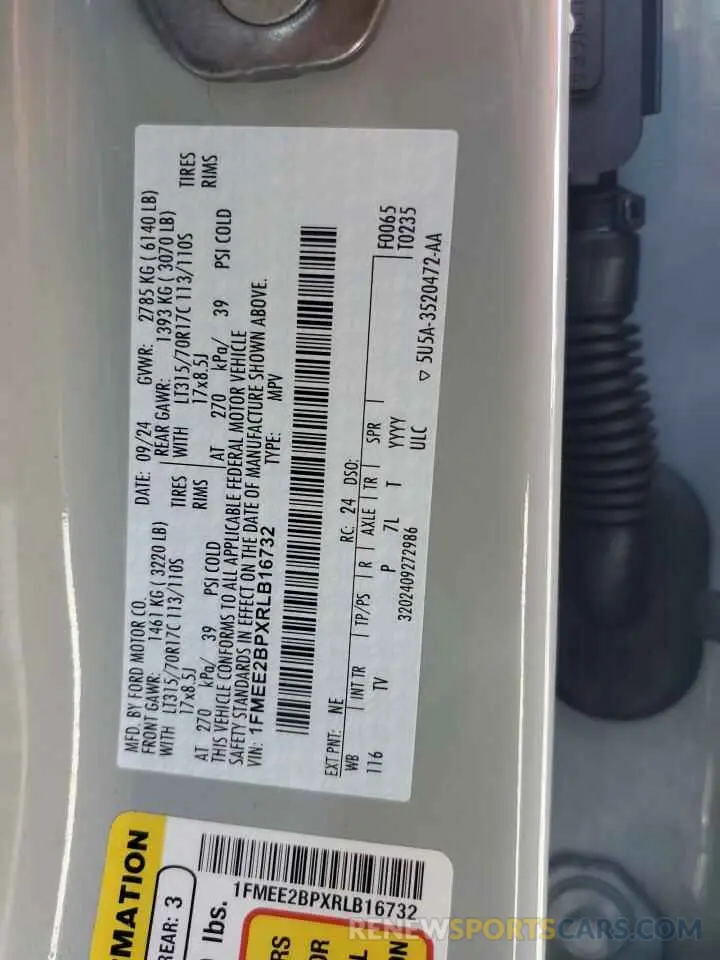 MFD. BY FORD MOTOR CO.
DATE: 09/24 GVWR: 2785 KG ( 6140 LB)
FRONT GAWR: 1461 KG ( 3220 LB) REAR GAWR: 1393 KG ( 3070 LB)
WITH LT315/70R17C 113/110S TIRES WITH LT315/70R17C 113/110S TIRES
17x8.5J RIMS 17x8.5J RIMS
AT 270 kPa/ 39 PSI COLD AT 270 kPa/ 39 PSI COLD
THIS VEHICLE CONFORMS TO ALL APPLICABLE FEDERAL MOTOR VEHICLE
SAFETY STANDARDS IN EFFECT ON THE DATE OF MANUFACTURE SHOWN ABOVE.
VIN: 1FMEE2BPXRLB16732 TYPE: MPV
EXT PNT: NE RC: 24 DSO: F0065
WB INT TR TP/PS R AXLE TR SPR T0235
116 TV P 7L T YYYY
3202409272986 ULC ▽ 5U5A-3520472-AA
MATION
REAR: 3
lbs.
1FMEE2BPXRLB16732
RS
OR
L
ON
RENEWSPORTSCARS.COM